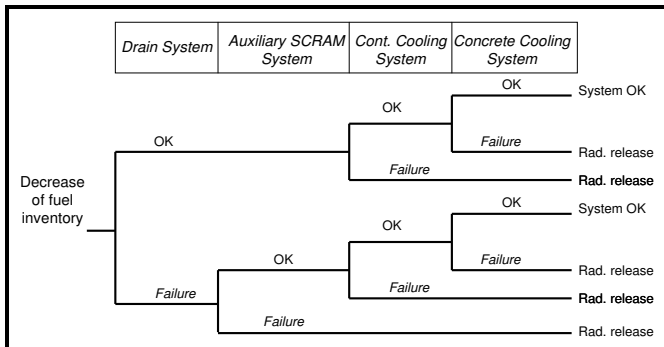 Drain System
Auxiliary SCRAM
System
Cont. Cooling
System
Concrete Cooling
System
OK
System OK
OK
Failure
Rad. release
OK
Failure
Rad. release
Decrease
of fuel
inventory
OK
System OK
OK
Failure
Rad. release
OK
Failure
Rad. release
Failure
Failure
Rad. release